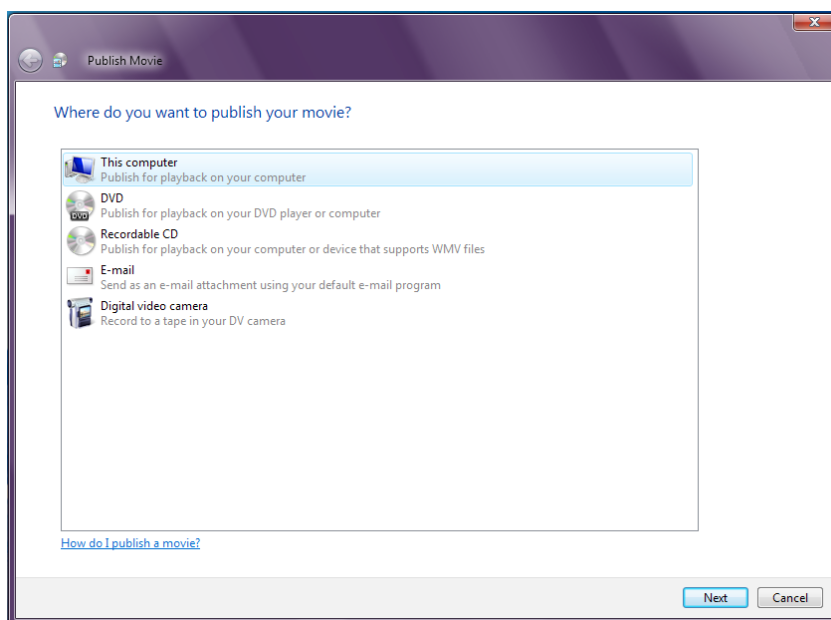 Publish Movie
Where do you want to publish your movie?
This computer
Publish for playback on your computer
DVD
DVD
Publish for playback on your DVD player or computer
Recordable CD
Publish for playback on your computer or device that supports WMV files
E-mail
Send as an e-mail attachment using your default e-mail program
Digital video camera
Record to a tape in your DV camera
How do I publish a movie?
Next Cancel